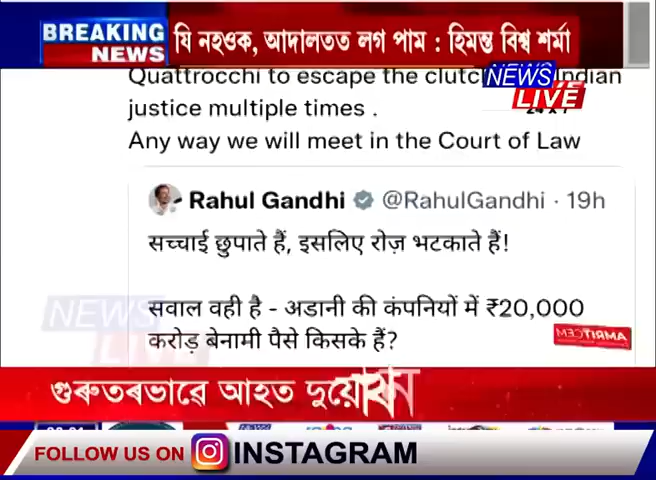 BREAKING
NEWS
যি নহওক, আদালতত লগ পাম : হিমন্ত বিশ্ব শৰ্মা
Quattrocchi to escape the Indian
NEWS
LIVE
justice multiple times .
Any way we will meet in the Court of Law
Rahul Gandhi @RahulGandhi · 19h
सच्चाई छुपाते हैं, इसलिए रोज़ भटकाते हैं!
सवाल वही है - अडानी की कंपनियों में ₹20,000
करोड़ बेनामी पैसे किसके हैं?
NEWS
LIVE
গুৰুতৰভাৱে আহত দুয়ো
FOLLOW US ON INSTAGRAM